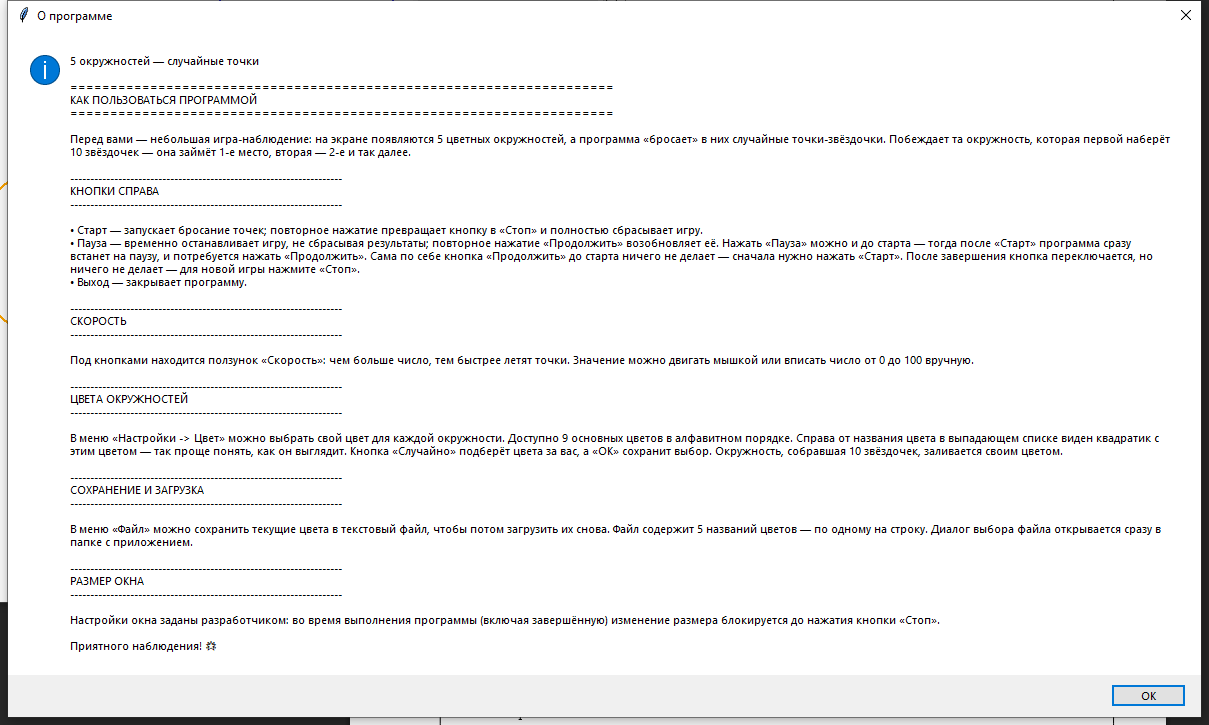 О программе
5 окружностей — случайные точки
====================================================================
КАК ПОЛЬЗОВАТЬСЯ ПРОГРАММОЙ
====================================================================
Перед вами — небольшая игра-наблюдение: на экране появляются 5 цветных окружностей, а программа «бросает» в них случайные точки-звёздочки. Побеждает та окружность, которая первой наберёт
10 звёздочек — она займёт 1-е место, вторая — 2-е и так далее.
--------------------------------------------------------------------
КНОПКИ СПРАВА
--------------------------------------------------------------------
• Старт — запускает бросание точек; повторное нажатие превращает кнопку в «Стоп» и полностью сбрасывает игру.
• Пауза — временно останавливает игру, не сбрасывая результаты; повторное нажатие «Продолжить» возобновляет её. Нажать «Пауза» можно и до старта — тогда после «Старт» программа сразу
встанет на паузу, и потребуется нажать «Продолжить». Сама по себе кнопка «Продолжить» до старта ничего не делает — сначала нужно нажать «Старт». После завершения кнопка переключается, но
ничего не делает — для новой игры нажмите «Стоп».
• Выход — закрывает программу.
--------------------------------------------------------------------
СКОРОСТЬ
--------------------------------------------------------------------
Под кнопками находится ползунок «Скорость»: чем больше число, тем быстрее летят точки. Значение можно двигать мышкой или вписать число от 0 до 100 вручную.
--------------------------------------------------------------------
ЦВЕТА ОКРУЖНОСТЕЙ
--------------------------------------------------------------------
В меню «Настройки -> Цвет» можно выбрать свой цвет для каждой окружности. Доступно 9 основных цветов в алфавитном порядке. Справа от названия цвета в выпадающем списке виден квадратик с
этим цветом — так проще понять, как он выглядит. Кнопка «Случайно» подберёт цвета за вас, а «ОК» сохранит выбор. Окружность, собравшая 10 звёздочек, заливается своим цветом.
--------------------------------------------------------------------
СОХРАНЕНИЕ И ЗАГРУЗКА
--------------------------------------------------------------------
В меню «Файл» можно сохранить текущие цвета в текстовый файл, чтобы потом загрузить их снова. Файл содержит 5 названий цветов — по одному на строку. Диалог выбора файла открывается сразу в
папке с приложением.
--------------------------------------------------------------------
РАЗМЕР ОКНА
--------------------------------------------------------------------
Настройки окна заданы разработчиком: во время выполнения программы (включая завершённую) изменение размера блокируется до нажатия кнопки «Стоп».
Приятного наблюдения!
ОК